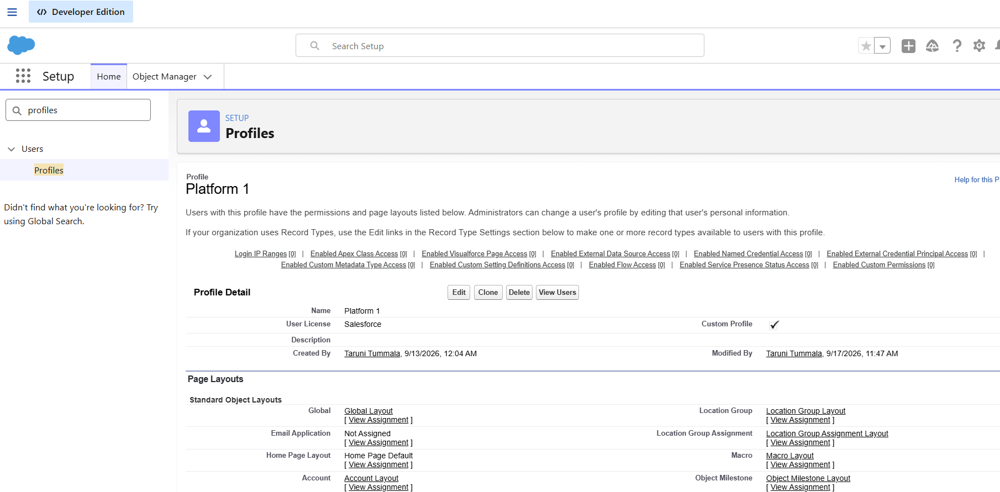 Developer Edition
Search Setup
Setup
Home
Object Manager
profiles
Users
Profiles
Didn't find what you're looking for? Try
using Global Search.
SETUP
Profiles
Profile
Platform 1
Help for this P
Users with this profile have the permissions and page layouts listed below. Administrators can change a user's profile by editing that user's personal information.
If your organization uses Record Types, use the Edit links in the Record Type Settings section below to make one or more record types available to users with this profile.
Login IP Ranges [0] | Enabled Apex Class Access [0] | Enabled Visualforce Page Access [0] | Enabled External Data Source Access [0] | Enabled Named Credential Access [0] | Enabled External Credential Principal Access [0] |
Enabled Custom Metadata Type Access [0] | Enabled Custom Setting Definitions Access [0] | Enabled Flow Access [0] | Enabled Service Presence Status Access [0] | Enabled Custom Permissions [0]
Profile Detail Edit Clone Delete View Users
Name Platform 1
User License Salesforce Custom Profile
Description
Created By Taruni Tummala, 9/13/2026, 12:04 AM Modified By Taruni Tummala, 9/17/2026, 11:47 AM
Page Layouts
Standard Object Layouts
Global Global Layout Location Group Location Group Layout
[ View Assignment ] [ View Assignment ]
Email Application Not Assigned Location Group Assignment Location Group Assignment Layout
[ View Assignment ] [ View Assignment ]
Home Page Layout Home Page Default Macro Macro Layout
[ View Assignment ] [ View Assignment ]
Account Account Layout Object Milestone Object Milestone Layout
[ View Assignment ] [ View Assignment ]